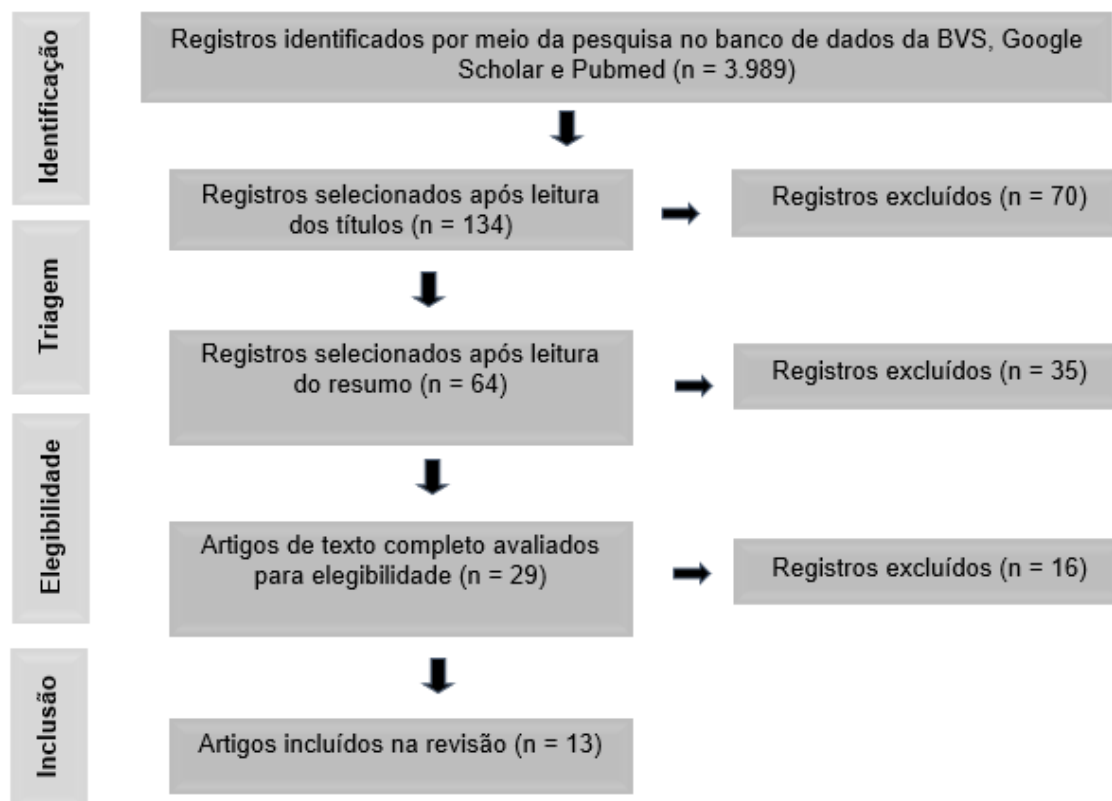 Identificação
Registros identificados por meio da pesquisa no banco de dados da BVS, Google
Scholar e Pubmed (n = 3.989)
Registros selecionados após leitura
dos títulos (n = 134)
Registros excluídos (n = 70)
Triagem
Registros selecionados após leitura
do resumo (n = 64)
Registros excluídos (n = 35)
Elegibilidade
Artigos de texto completo avaliados
para elegibilidade (n = 29)
Registros excluídos (n = 16)
Inclusão
Artigos incluídos na revisão (n = 13)